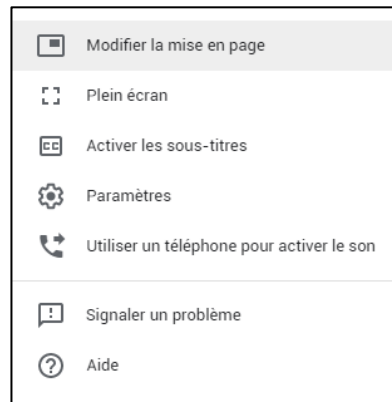 Modifier la mise en page
Plein écran
Activer les sous-titres
Paramètres
Utiliser un téléphone pour activer le son
Signaler un problème
Aide